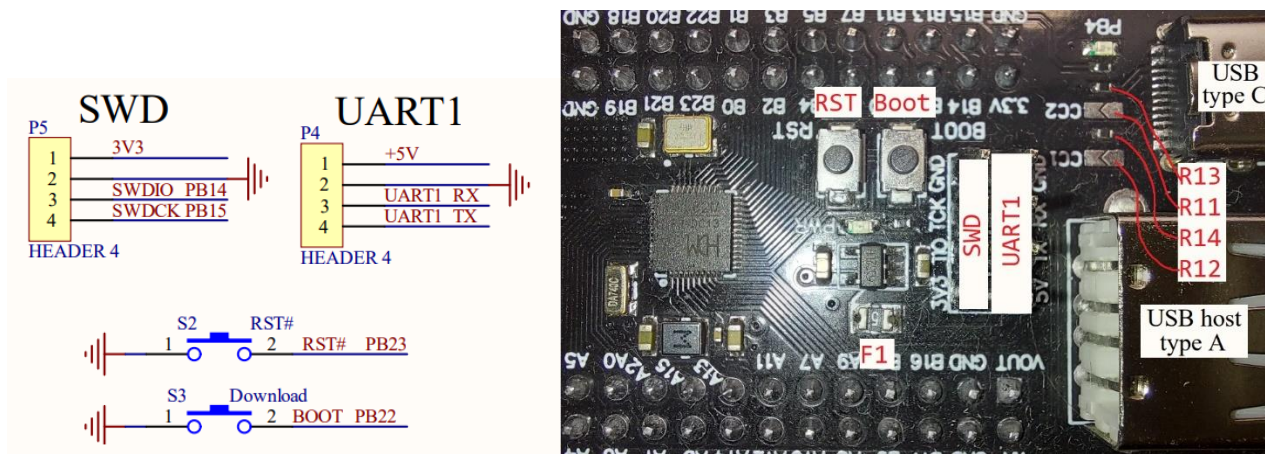 SWD
P5
1 3V3
2
3 SWDIO PB14
4 SWDCK PB15
HEADER 4
UART1
P4
1 +5V
2
3 UART1 RX
4 UART1 TX
HEADER 4
S2 RST#
1 2 RST# PB23
S3 Download
1 2 BOOT PB22
GND B18 B20 B22 B1 B3 B5 B7 B11 B13 B15 GND
PB4
USB
type C
GND B19 B21 B23 B0 B2 B4 B14 3.3V
RST Boot
CC2
RST BOOT
CC1
R13
R11
R14
R12
TCK GND
SWD
UART1
PWR
3V3 TIO
5V TX RX GND
USB host
type A
F1
A5 A2 A0 A15 A13 A11 A7 A9 B16 GND VOUT